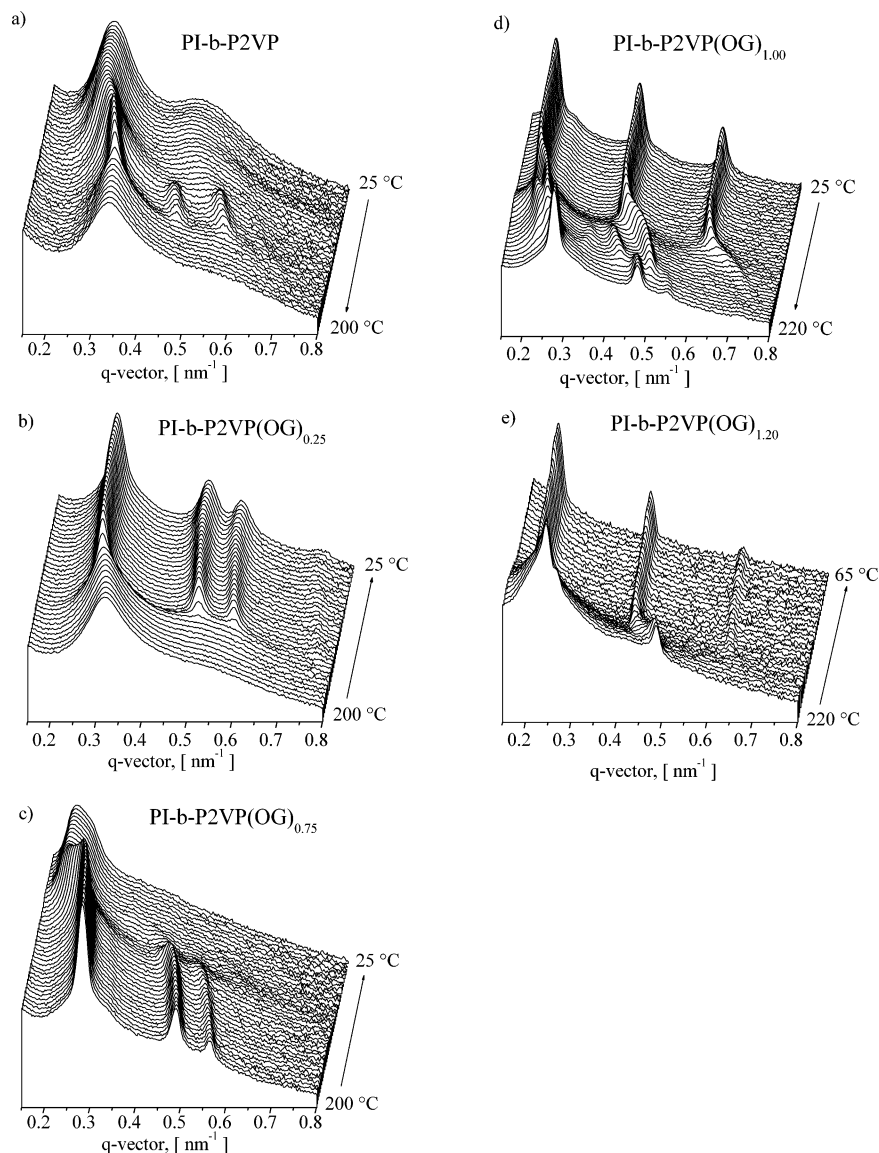 a)
PI-b-P2VP
25 °C
200 °C
0.2 0.3 0.4 0.5 0.6 0.7 0.8
q-vector, [ nm-1 ]
b)
PI-b-P2VP(OG)0.25
25 °C
200 °C
0.2 0.3 0.4 0.5 0.6 0.7 0.8
q-vector, [ nm-1 ]
c)
PI-b-P2VP(OG)0.75
25 °C
200 °C
0.2 0.3 0.4 0.5 0.6 0.7 0.8
q-vector, [ nm-1 ]
d)
PI-b-P2VP(OG)1.00
25 °C
220 °C
0.2 0.3 0.4 0.5 0.6 0.7 0.8
q-vector, [ nm-1 ]
e)
PI-b-P2VP(OG)1.20
65 °C
220 °C
0.2 0.3 0.4 0.5 0.6 0.7 0.8
q-vector, [ nm-1 ]